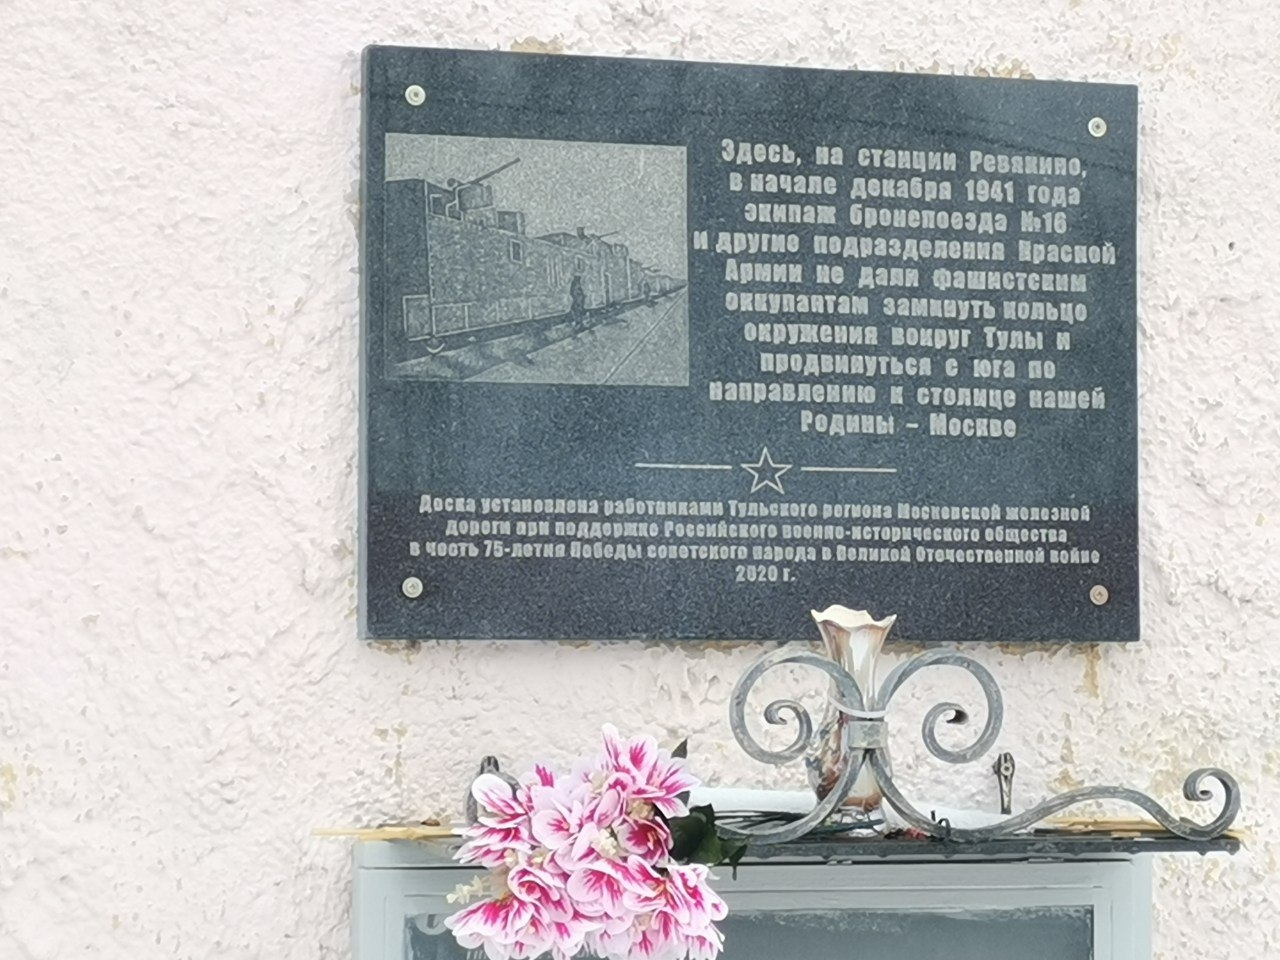 Здесь, на станции Ревякино,
в начале декабря 1941 года
экипаж бронепоезда №16
и другие подразделения Красной
Армии не дали фашистским
оккупантам замкнуть кольцо
окружения вокруг Тулы и
продвинуться с юга по
направлению к столице нашей
Родины – Москве
Доска установлена работниками Тульского региона Московской железной
дороги при поддержке Российского военно-исторического общества
в честь 75-летия Победы советского народа в Великой Отечественной войне
2020 г.